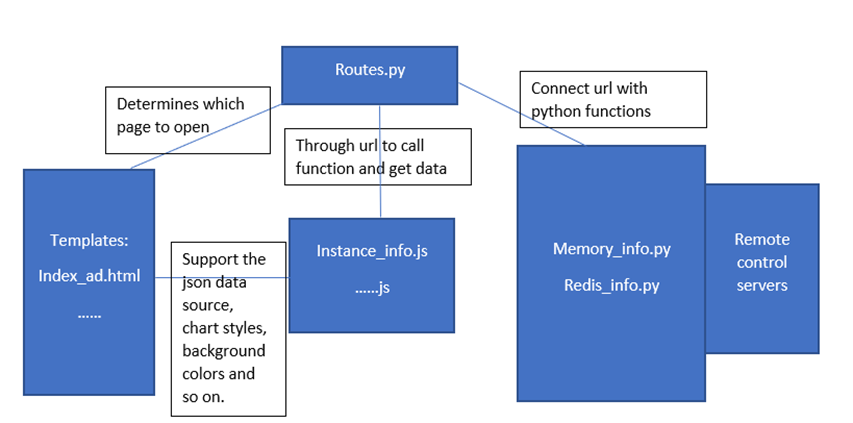 Routes.py
Determines which
page to open
Connect url with
python functions
Through url to call
function and get data
Templates:
Index_ad.html
......
Support the
json data
source,
chart styles,
background
colors and
so on.
Instance_info.js
......js
Memory_info.py
Redis_info.py
Remote
control
servers